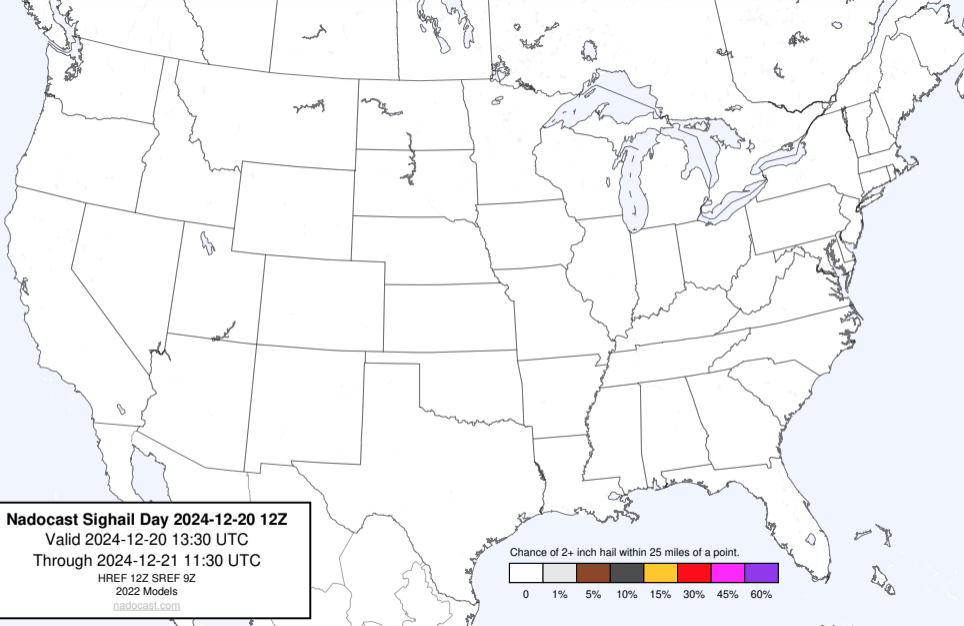 Nadocast Sighail Day 2024-12-20 12Z
Valid 2024-12-20 13:30 UTC
Through 2024-12-21 11:30 UTC
HREF 12Z SREF 9Z
2022 Models
nadocast.com
Chance of 2+ inch hail within 25 miles of a point.
0 1% 5% 10% 15% 30% 45% 60%